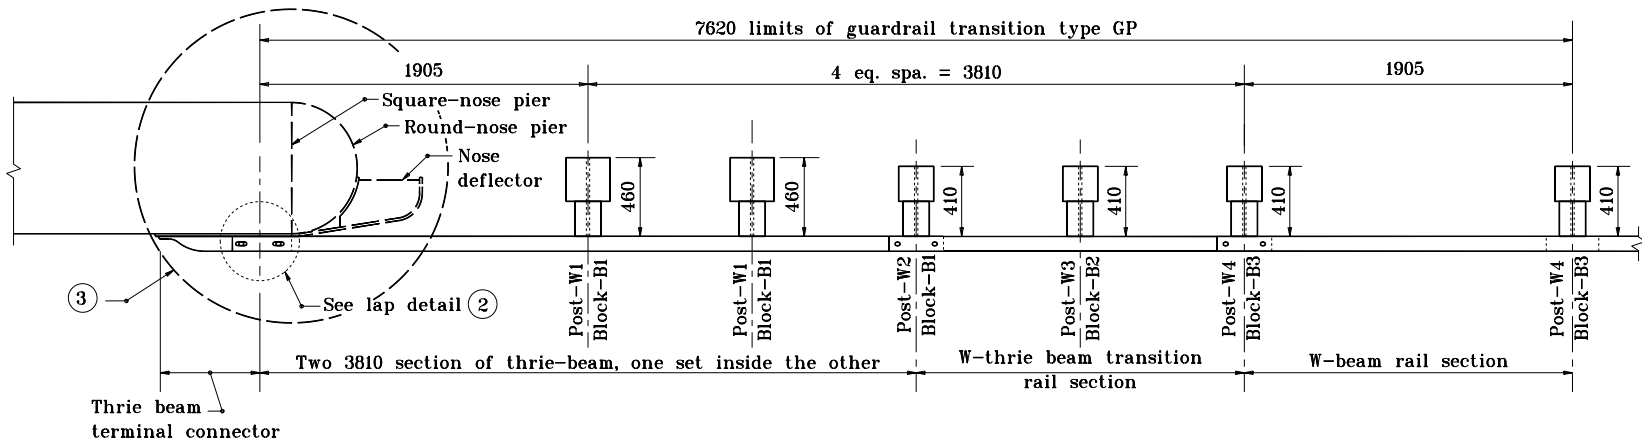 7620 limits of guardrail transition type GP
1905
4 eq. spa. = 3810
1905
Square-nose pier
Round-nose pier
Nose
deflector
460
460
410
410
410
410
3
See lap detail 2
Post-W1
Block-B1
Post-W1
Block-B1
Post-W2
Block-B1
Post-W3
Block-B2
Post-W4
Block-B3
Post-W4
Block-B3
Two 3810 section of thrie-beam, one set inside the other
W-thrie beam transition
rail section
W-beam rail section
Thrie beam
terminal connector